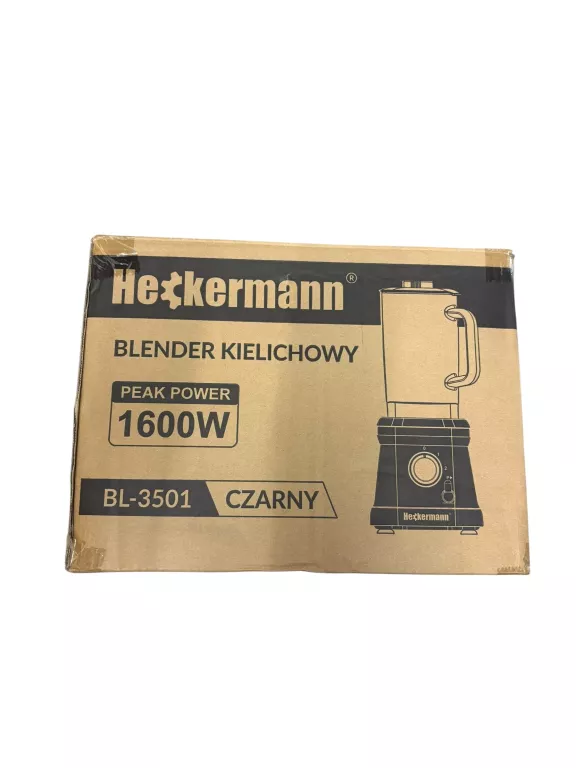 Heckermann®
BLENDER KIELICHOWY
PEAK POWER
1600W
BL-3501 CZARNY
Heckermann